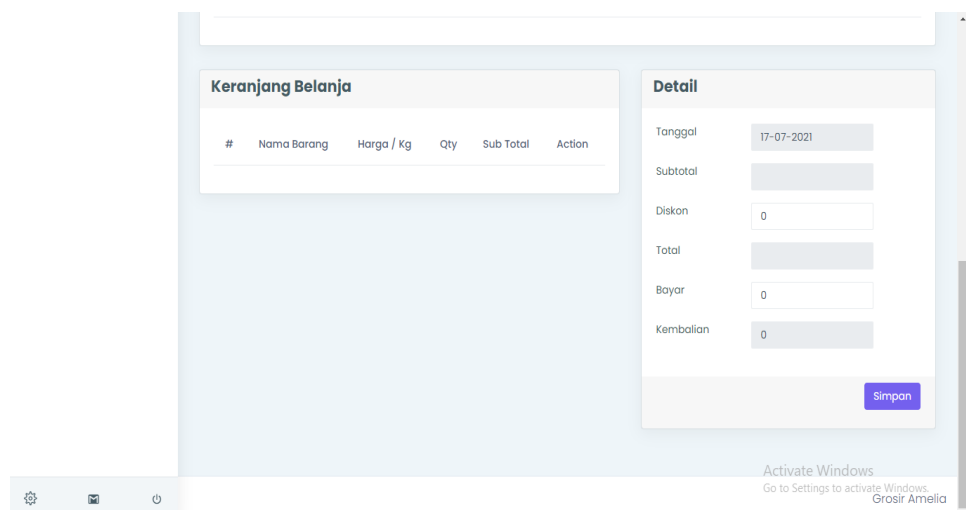 Keranjang Belanja
# Nama Barang Harga / Kg Qty Sub Total Action
Detail
Tanggal 17-07-2021
Subtotal
Diskon 0
Total
Bayar 0
Kembalian 0
Simpan
Activate Windows
Go to Settings to activate Windows.
Grosir Amelia